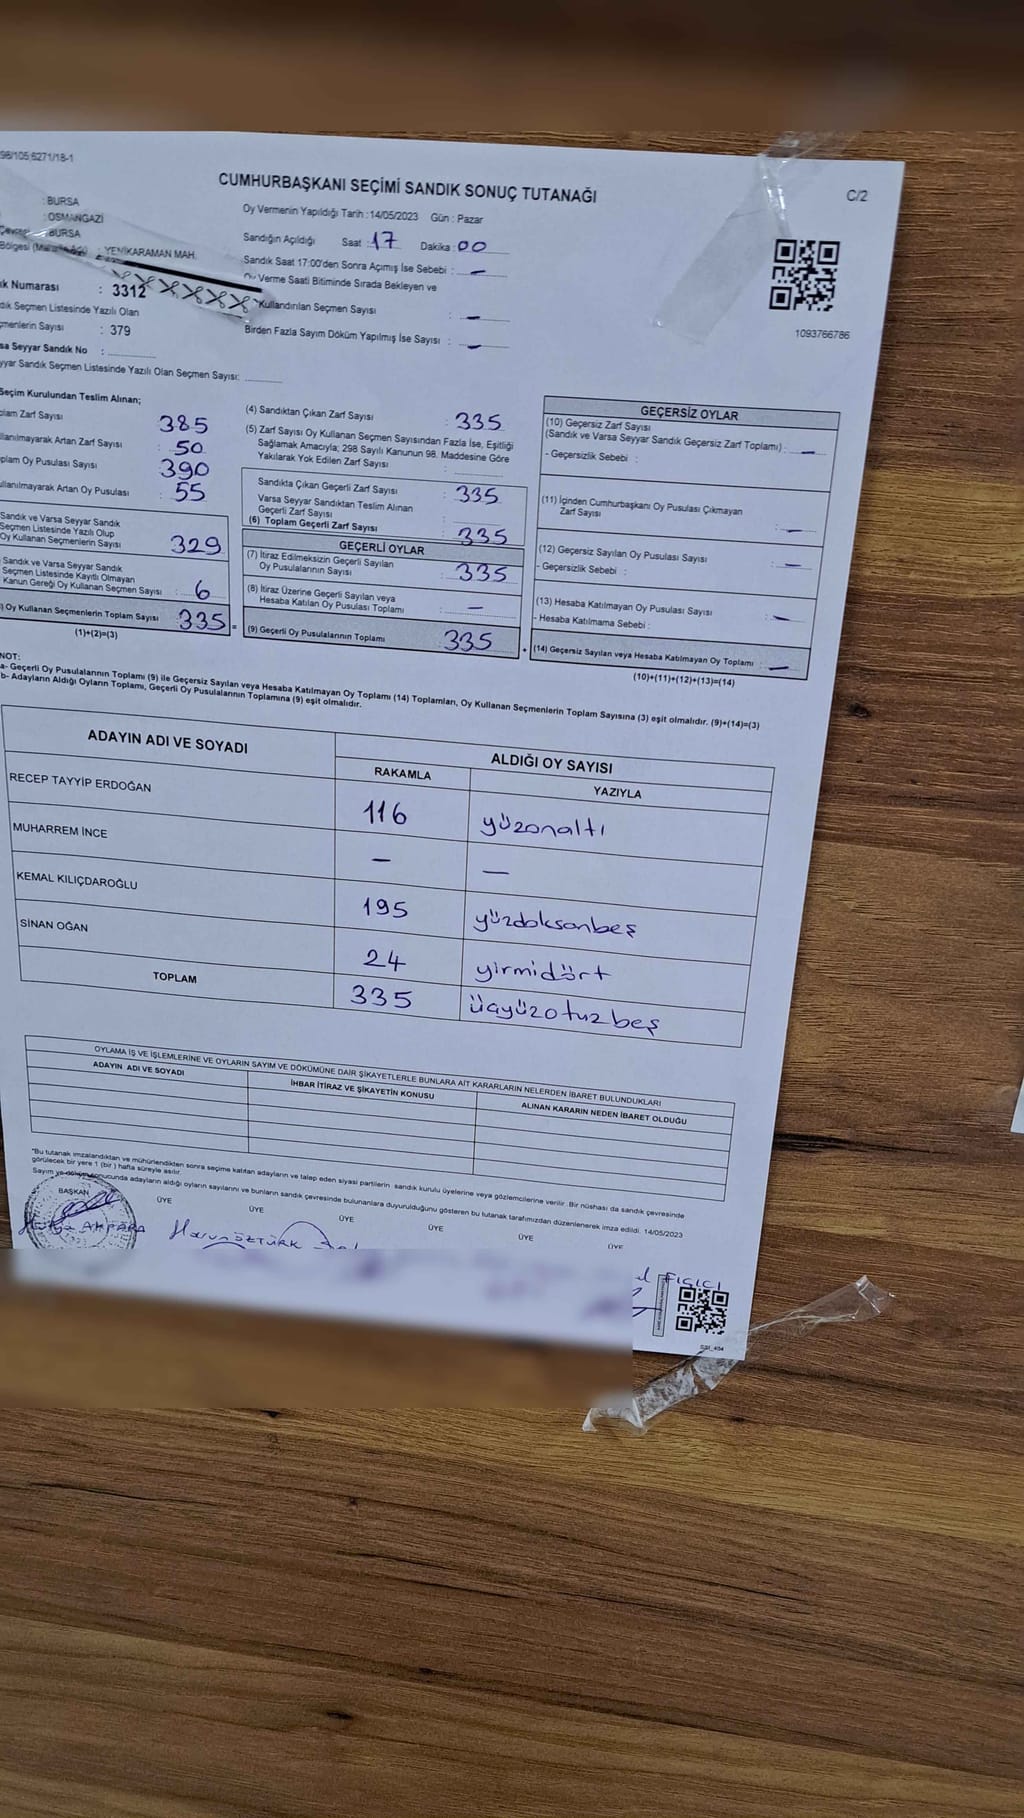 98/105,6271/18-1
CUMHURBAŞKANI SEÇİMİ SANDIK SONUÇ TUTANAĞI
C/2
: BURSA
: OSMANGAZİ
: BURSA
Bölgesi : YENİKARAMAN MAH.
Numarası : 3312
Seçmen Listesinde Yazılı Olan
Sayısı : 379
Seyyar Sandık No :
Sandık Seçmen Listesinde Yazılı Olan Seçmen Sayısı:
Oy Vermenin Yapıldığı Tarih : 14/05/2023 Gün : Pazar
Sandığın Açıldığı Saat : 17 Dakika : 00
Sandık Saat 17:00'den Sonra Açımış İse Sebebi : —
Oy Verme Saati Bitiminde Sırada Bekleyen ve
Kullandırılan Seçmen Sayısı : —
Birden Fazla Sayım Döküm Yapılmış İse Sayısı : —
1093766786
Seçim Kurulundan Teslim Alınan;
Zarf Sayısı 385
Artan Zarf Sayısı 50
Oy Pusulası Sayısı 390
Artan Oy Pusulası 55
Sandık ve Varsa Seyyar Sandık
Seçmen Listesinde Yazılı Olup
Oy Kullanan Seçmenlerin Sayısı 329
Sandık ve Varsa Seyyar Sandık
Seçmen Listesinde Kayıtlı Olmayan
Kanun Gereği Oy Kullanan Seçmen Sayısı : 6
Oy Kullanan Seçmenlerin Toplam Sayısı 335
(1)+(2)=(3)
(4) Sandıktan Çıkan Zarf Sayısı : 335
(5) Zarf Sayısı Oy Kullanan Seçmen Sayısından Fazla İse, Eşitliği
Sağlamak Amacıyla; 298 Sayılı Kanunun 98. Maddesine Göre
Yakılarak Yok Edilen Zarf Sayısı
Sandıkta Çıkan Geçerli Zarf Sayısı : 335
Varsa Seyyar Sandıktan Teslim Alınan
Geçerli Zarf Sayısı
(6) Toplam Geçerli Zarf Sayısı : 335
GEÇERLİ OYLAR
(7) İtiraz Edilmeksizin Geçerli Sayılan
Oy Pusulalarının Sayısı : 335
(8) İtiraz Üzerine Geçerli Sayılan veya
Hesaba Katılan Oy Pusulası Toplamı : —
(9) Geçerli Oy Pusulalarının Toplamı 335
GEÇERSİZ OYLAR
(10) Geçersiz Zarf Sayısı
(Sandık ve Varsa Seyyar Sandık Geçersiz Zarf Toplamı) : —
- Geçersizlik Sebebi :
(11) İçinden Cumhurbaşkanı Oy Pusulası Çıkmayan
Zarf Sayısı : —
(12) Geçersiz Sayılan Oy Pusulası Sayısı : —
- Geçersizlik Sebebi :
(13) Hesaba Katılmayan Oy Pusulası Sayısı : —
- Hesaba Katılmama Sebebi :
(14) Geçersiz Sayılan veya Hesaba Katılmayan Oy Toplamı : —
(10)+(11)+(12)+(13)=(14)
NOT:
a- Geçerli Oy Pusulalarının Toplamı (9) ile Geçersiz Sayılan veya Hesaba Katılmayan Oy Toplamı (14) Toplamları, Oy Kullanan Seçmenlerin Toplam Sayısına (3) eşit olmalıdır. (9)+(14)=(3)
b- Adayların Aldığı Oyların Toplamı, Geçerli Oy Pusulalarının Toplamına (9) eşit olmalıdır.
ADAYIN ADI VE SOYADI ALDIĞI OY SAYISI
RAKAMLA YAZIYLA
RECEP TAYYİP ERDOĞAN 116 yüzonaltı
MUHARREM İNCE — —
KEMAL KILIÇDAROĞLU 195 yüzdoksanbeş
SİNAN OĞAN 24 yirmidört
TOPLAM 335 üçyüzotuzbeş
OYLAMA İŞ VE İŞLEMLERİNE VE OYLARIN SAYIM VE DÖKÜMÜNE DAİR ŞİKAYETLERLE BUNLARA AİT KARARLARIN NELERDEN İBARET BULUNDUKLARI
ADAYIN ADI VE SOYADI İHBAR İTİRAZ VE ŞİKAYETİN KONUSU ALINAN KARARIN NEDEN İBARET OLDUĞU
*Bu tutanak imzalandıktan ve mühürlendikten sonra seçime katılan adayların ve talep eden siyasi partilerin sandık kurulu üyelerine veya gözlemcilerine verilir. Bir nüshası da sandık çevresinde
görülecek bir yere 1 (bir) hafta süreyle asılır.
Sayım ve döküm sonucunda adayların aldığı oyların sayılarını ve bunların sandık çevresinde bulunanlara duyurulduğunu gösteren bu tutanak tarafımızdan düzenlenerek imza edildi. 14/05/2023
BAŞKAN ÜYE ÜYE ÜYE ÜYE ÜYE ÜYE
Harun ÖZTÜRK